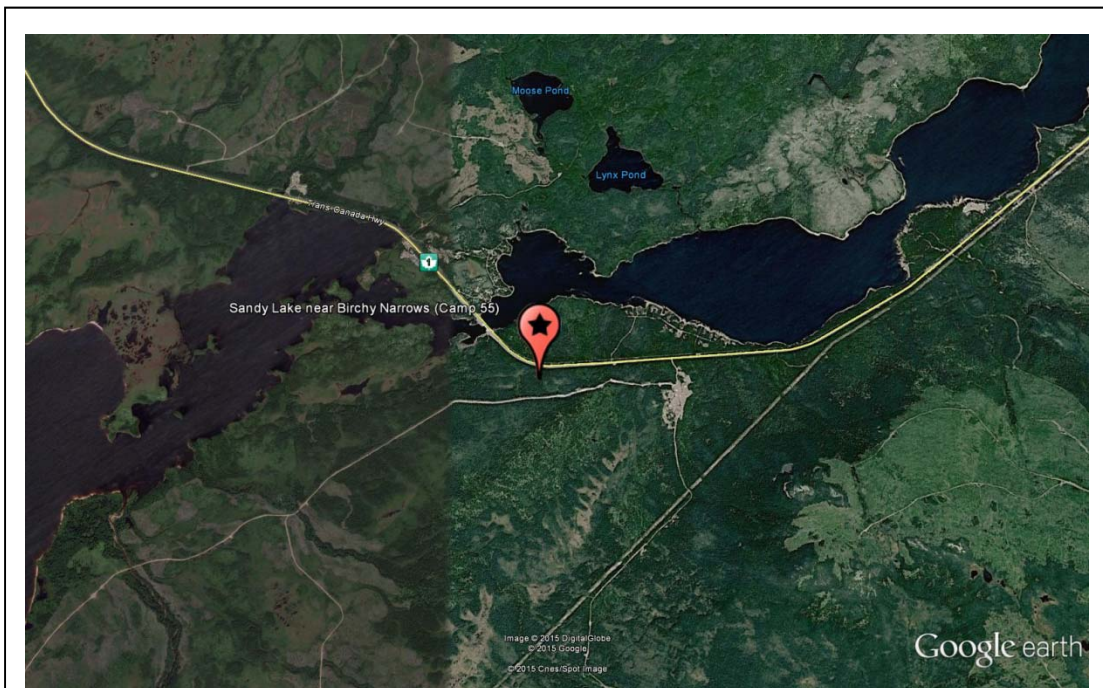 Moose Pond
Lynx Pond
Trans-Canada Hwy
1
Sandy Lake near Birchy Narrows (Camp 55)
Image © 2015 DigitalGlobe
© 2015 Google
© 2015 Cnes/Spot Image
Google earth